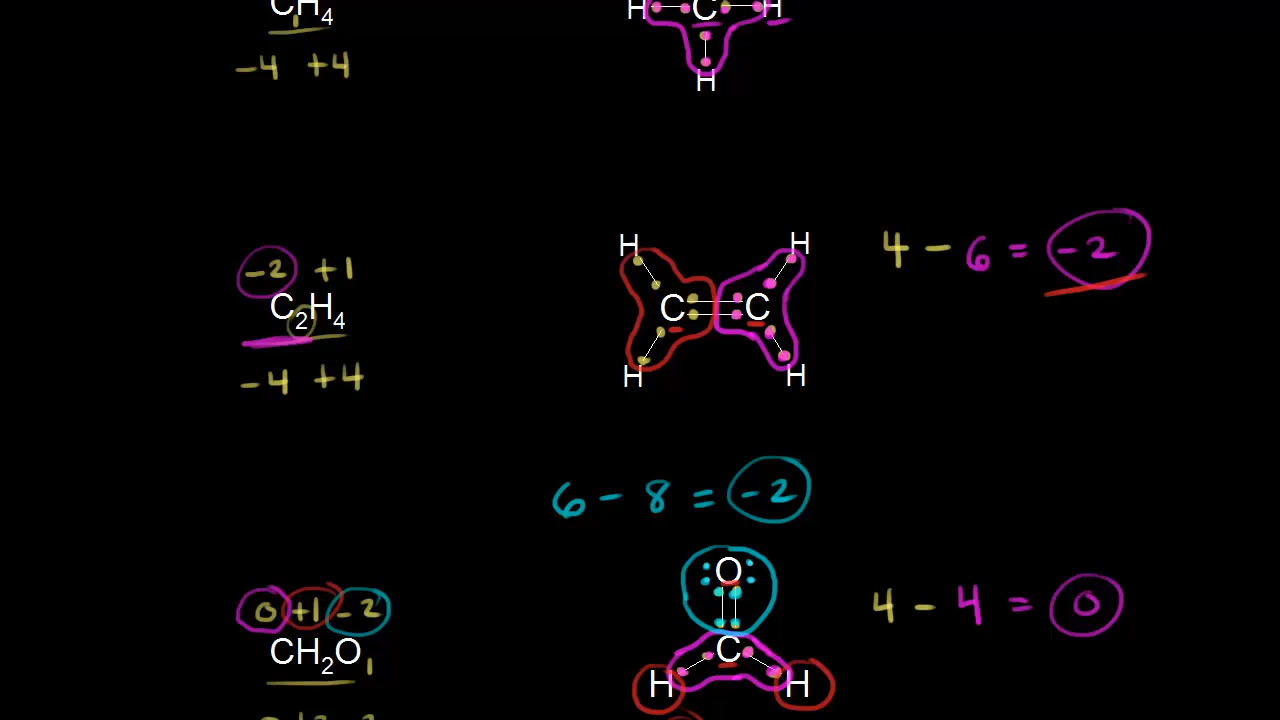 CH4
H C H
-4 +4
H
-2 +1
C2H4
-4 +4
H H
C C
H H
4 - 6 = -2
6 - 8 = -2
0 +1 -2
CH2O 1
O
C
H H
4 - 4 = 0